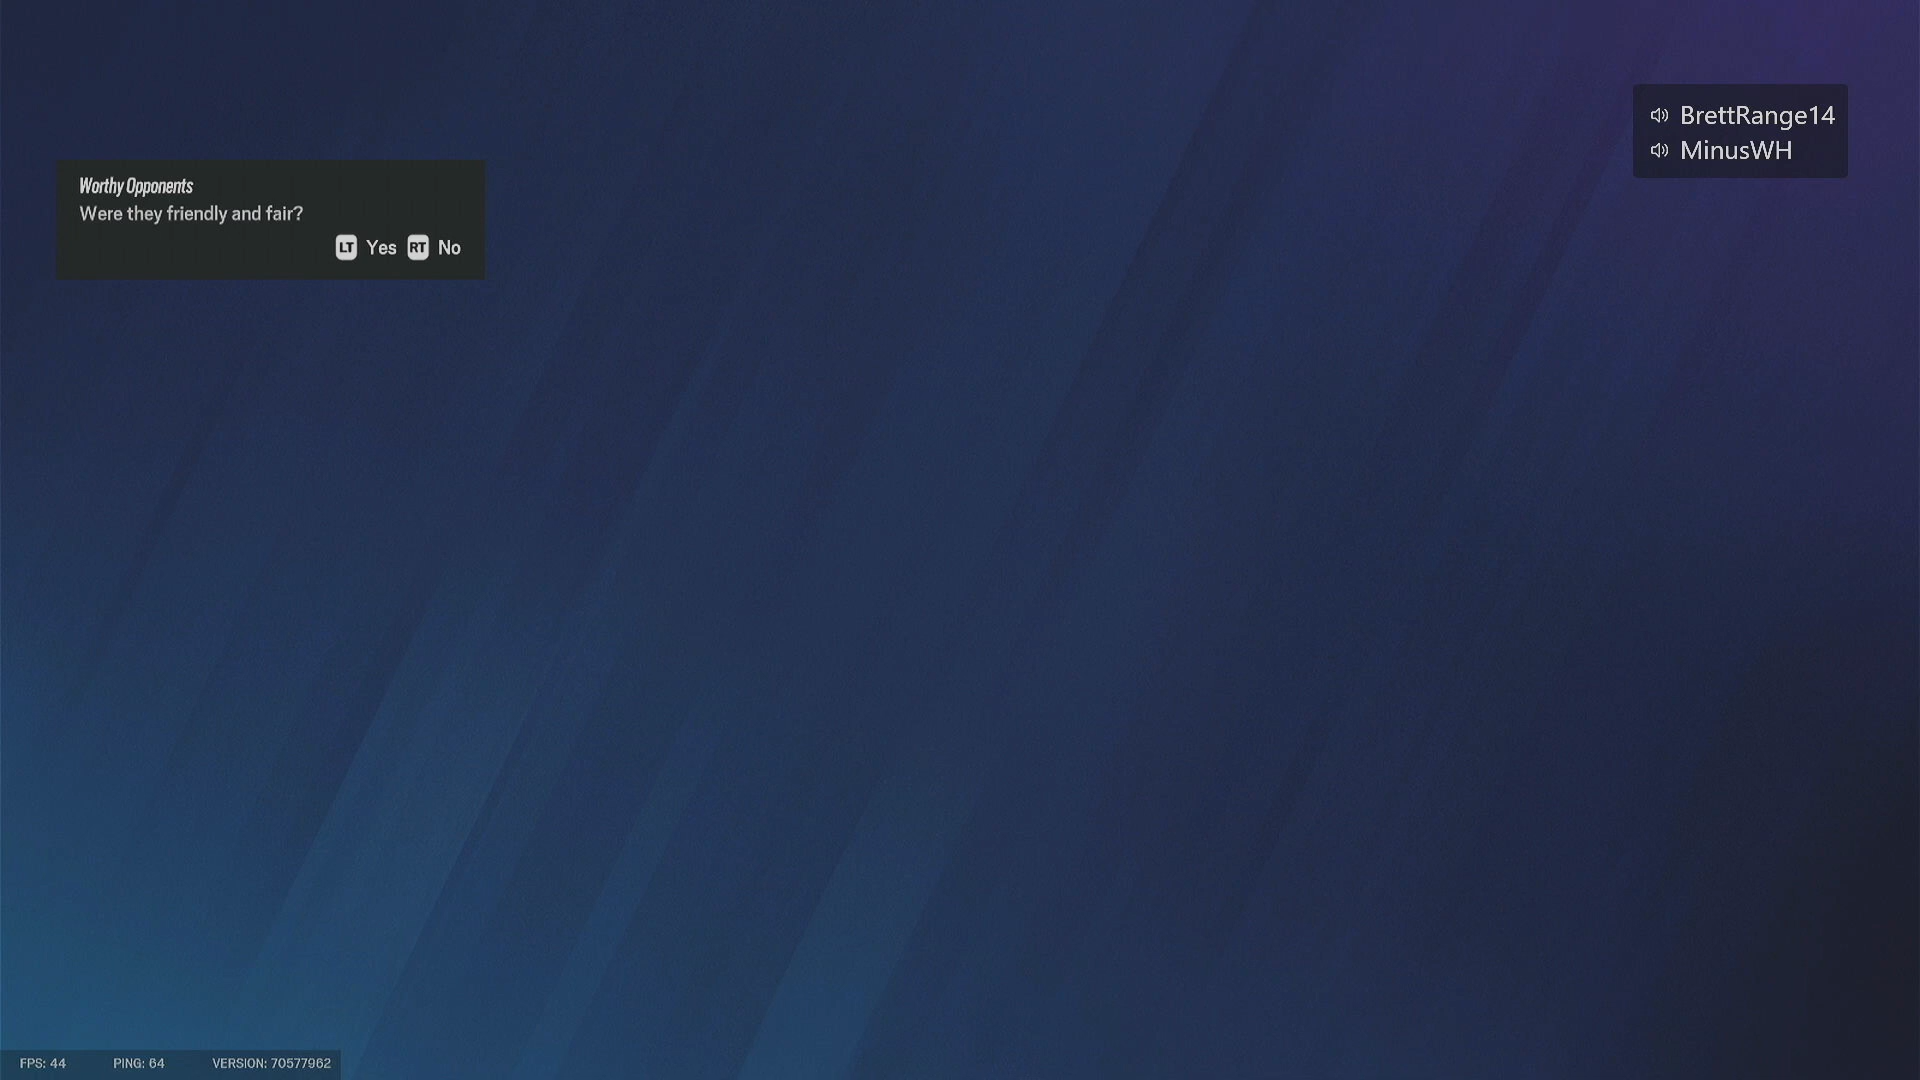 BrettRange14
MinusWH
Worthy Opponents
Were they friendly and fair?
LT Yes RT No
FPS: 44 PING: 64 VERSION: 70577962